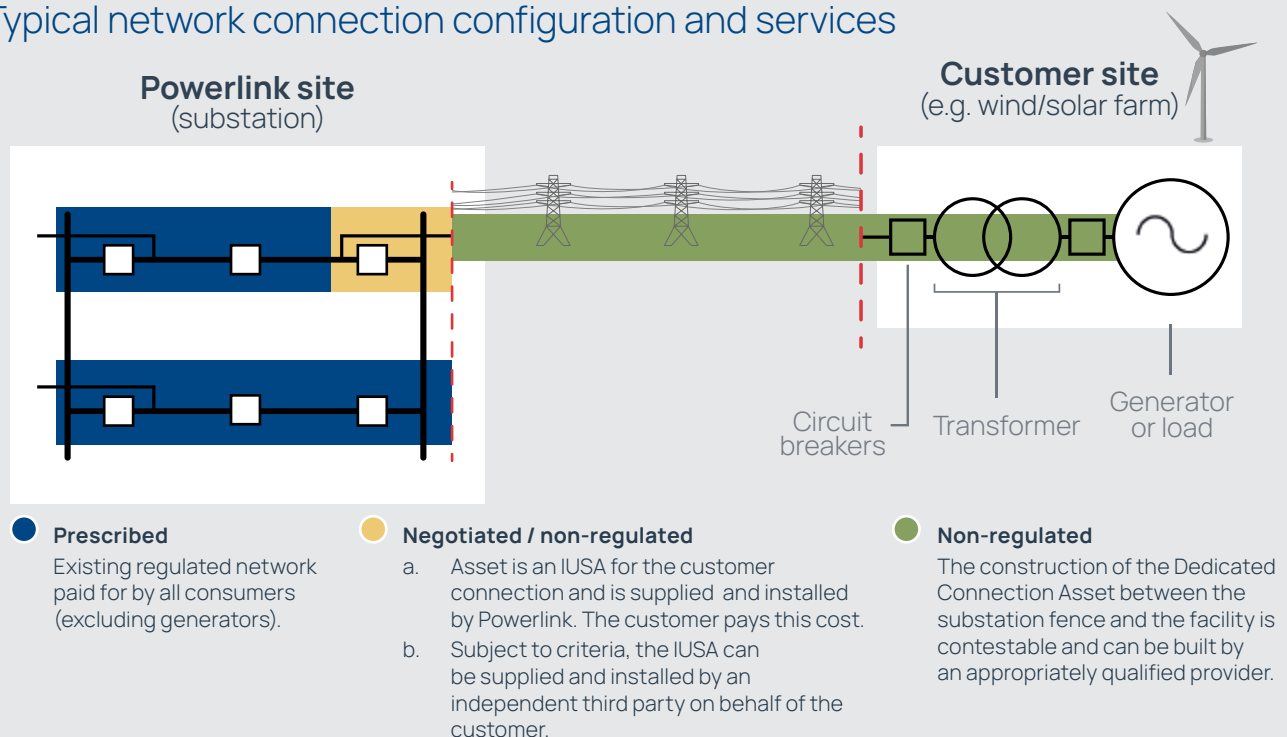 Typical network connection configuration and services
Powerlink site
(substation)
Customer site
(e.g. wind/solar farm)
Circuit
breakers
Transformer
Generator
or load
Prescribed
Existing regulated network
paid for by all consumers
(excluding generators).
Negotiated / non-regulated
a. Asset is an IUSA for the customer
connection and is supplied and installed
by Powerlink. The customer pays this cost.
b. Subject to criteria, the IUSA can
be supplied and installed by an
independent third party on behalf of the
customer.
Non-regulated
The construction of the Dedicated
Connection Asset between the
substation fence and the facility is
contestable and can be built by
an appropriately qualified provider.